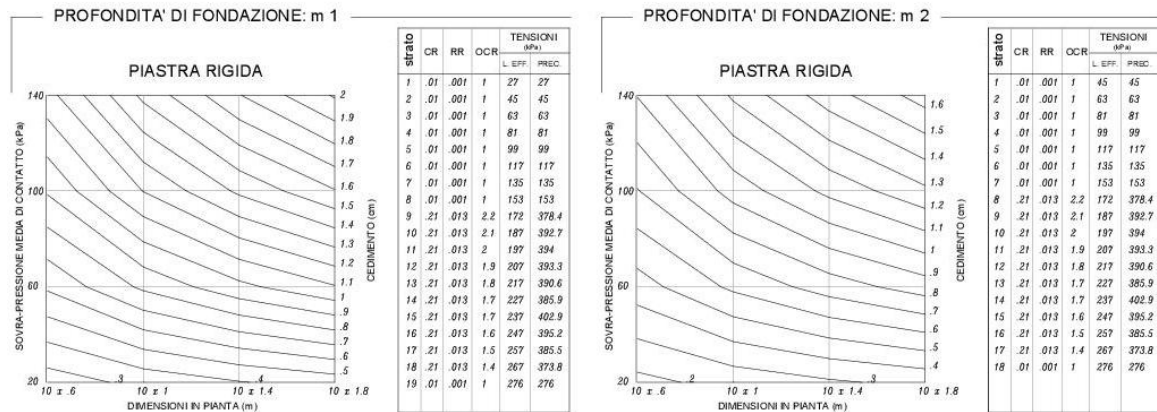 PROFONDITA' DI FONDAZIONE: m 1
PIASTRA RIGIDA
140
100
60
20
SOVRA-PRESSIONE MEDIA DI CONTATTO (kPa)
2
1.9
1.8
1.7
1.6
1.5
1.4
1.3
1.2
1.1
1
.9
.8
.7
.6
.5
.3
.4
CEDIMENTO (cm)
10 x .6 10 x 1 10 x 1.4 10 x 1.8
DIMENSIONI IN PIANTA (m)
strato CR RR OCR TENSIONI (kPa)
L. EFF. PREC.
1 .01 .001 1 27 27
2 .01 .001 1 45 45
3 .01 .001 1 63 63
4 .01 .001 1 81 81
5 .01 .001 1 99 99
6 .01 .001 1 117 117
7 .01 .001 1 135 135
8 .01 .001 1 153 153
9 .21 .013 2.2 172 378.4
10 .21 .013 2.1 187 392.7
11 .21 .013 2 197 394
12 .21 .013 1.9 207 393.3
13 .21 .013 1.8 217 390.6
14 .21 .013 1.7 227 385.9
15 .21 .013 1.7 237 402.9
16 .21 .013 1.6 247 395.2
17 .21 .013 1.5 257 385.5
18 .21 .013 1.4 267 373.8
19 .01 .001 1 276 276
PROFONDITA' DI FONDAZIONE: m 2
PIASTRA RIGIDA
140
100
60
20
SOVRA-PRESSIONE MEDIA DI CONTATTO (kPa)
1.6
1.5
1.4
1.3
1.2
1.1
1
.9
.8
.7
.6
.5
.4
.2
.3
CEDIMENTO (cm)
10 x .6 10 x 1 10 x 1.4 10 x 1.8
DIMENSIONI IN PIANTA (m)
strato CR RR OCR TENSIONI (kPa)
L. EFF. PREC.
1 .01 .001 1 45 45
2 .01 .001 1 63 63
3 .01 .001 1 81 81
4 .01 .001 1 99 99
5 .01 .001 1 117 117
6 .01 .001 1 135 135
7 .01 .001 1 153 153
8 .21 .013 2.2 172 378.4
9 .21 .013 2.1 187 392.7
10 .21 .013 2 197 394
11 .21 .013 1.9 207 393.3
12 .21 .013 1.8 217 390.6
13 .21 .013 1.7 227 385.9
14 .21 .013 1.7 237 402.9
15 .21 .013 1.6 247 395.2
16 .21 .013 1.5 257 385.5
17 .21 .013 1.4 267 373.8
18 .01 .001 1 276 276